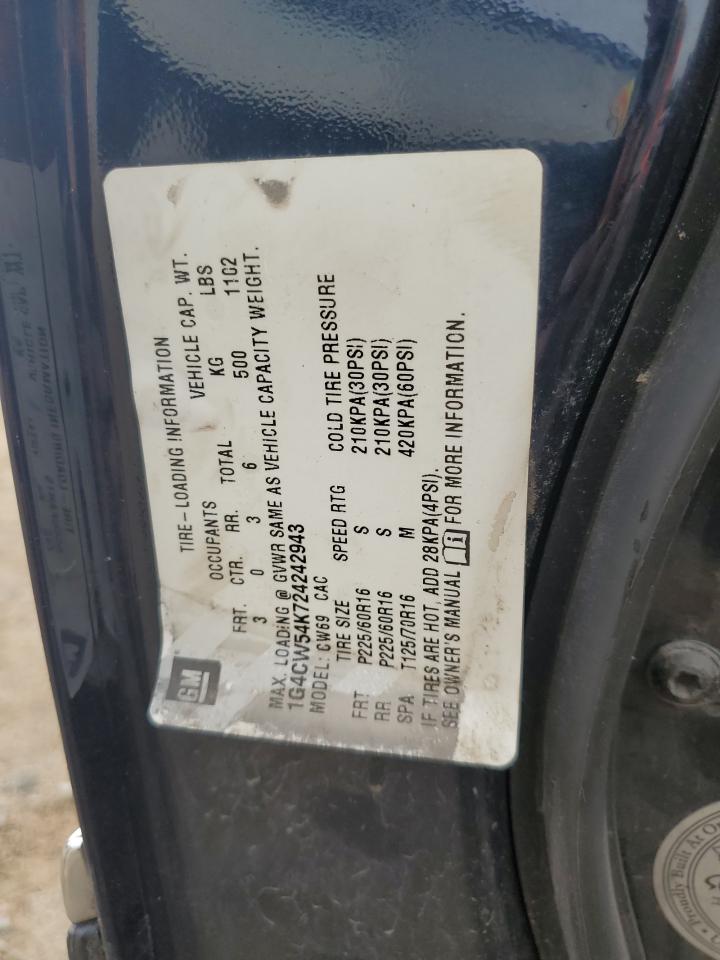 GM
TIRE-LOADING INFORMATION
OCCUPANTS VEHICLE CAP. WT.
FRT. CTR. RR. TOTAL KG LBS
3 0 3 6 500 1102
MAX. LOADING @ GVWR SAME AS VEHICLE CAPACITY WEIGHT.
1G4CW54K724242943
MODEL: CW69 CAC
TIRE SIZE SPEED RTG COLD TIRE PRESSURE
FRT P225/60R16 S 210KPA(30PSI)
RR P225/60R16 S 210KPA(30PSI)
SPA T125/70R16 M 420KPA(60PSI)
IF TIRES ARE HOT, ADD 28KPA(4PSI).
SEE OWNER'S MANUAL FOR MORE INFORMATION.
Proudly Built At